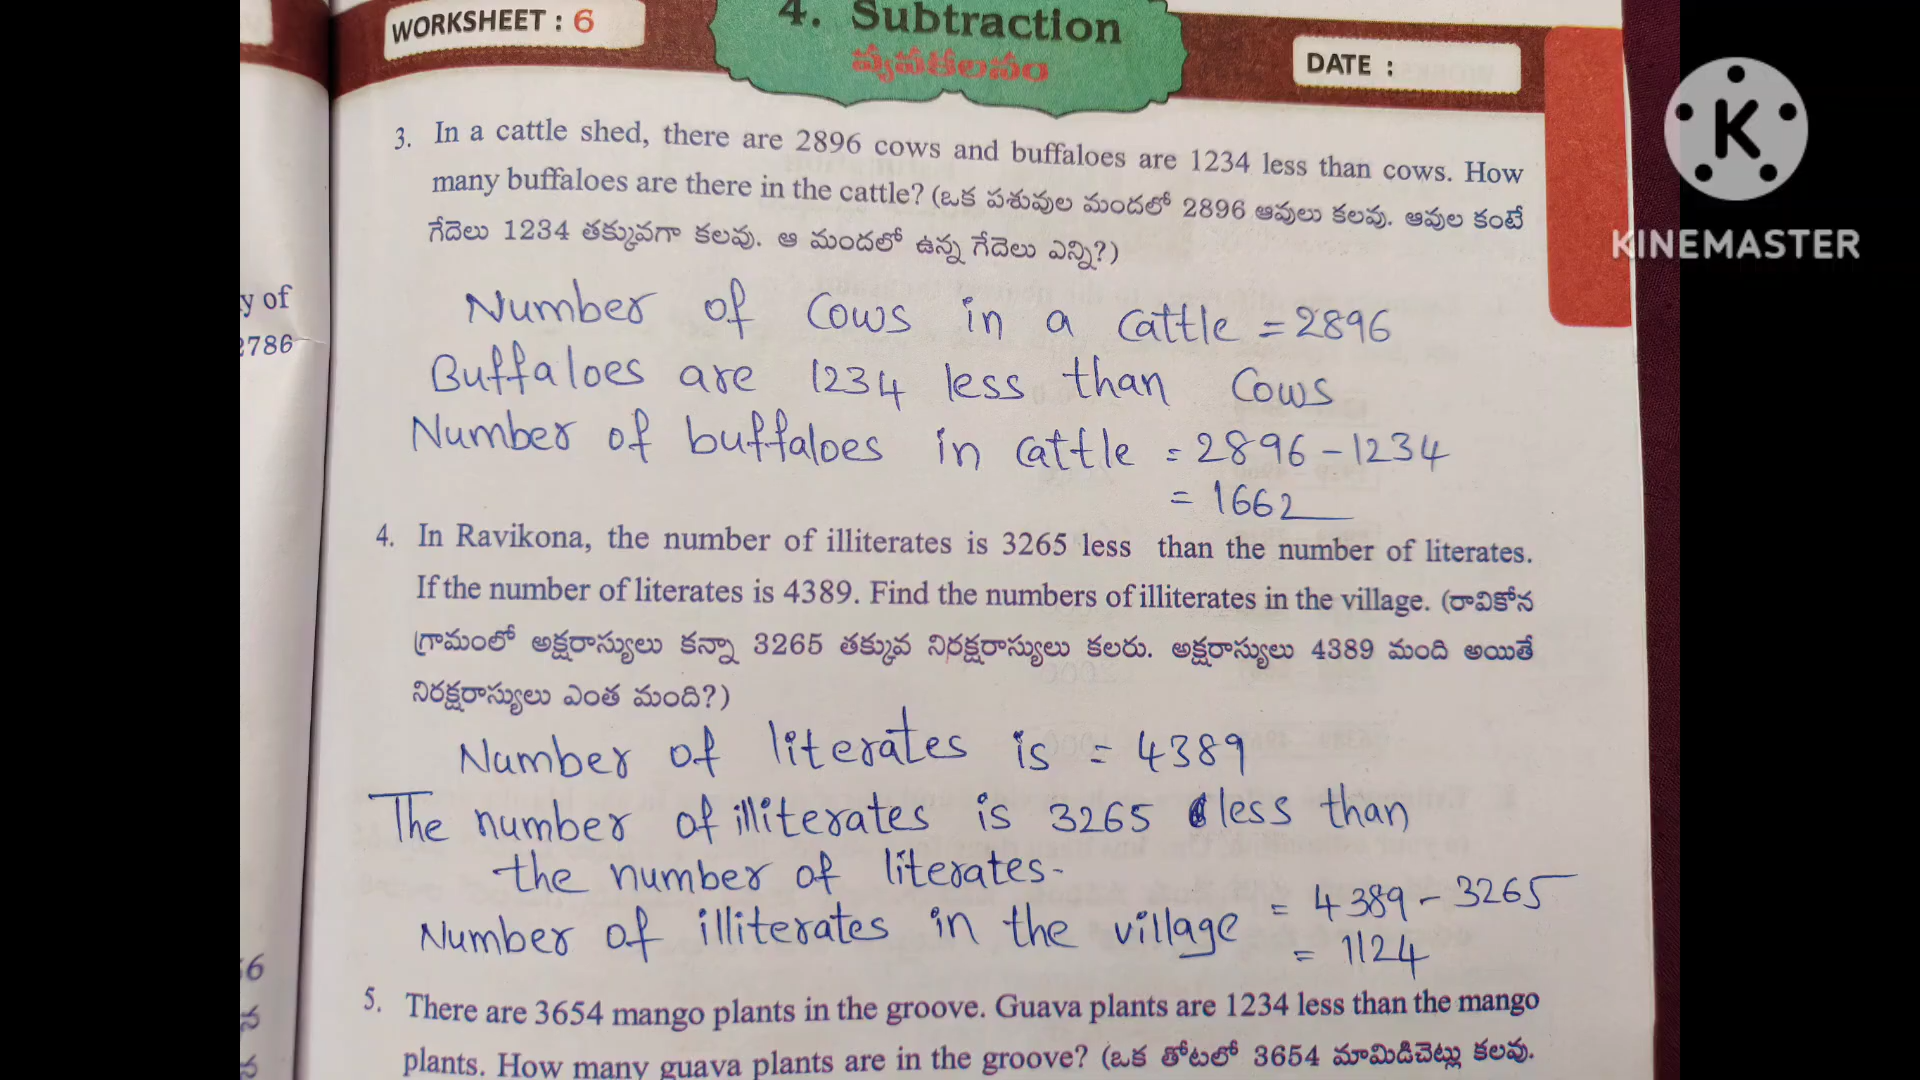 WORKSHEET : 6
4. Subtraction
వ్యవకలనం
DATE :
3. In a cattle shed, there are 2896 cows and buffaloes are 1234 less than cows. How
many buffaloes are there in the cattle? (ఒక పశువుల మందలో 2896 ఆవులు కలవు. ఆవుల కంటే
గేదెలు 1234 తక్కువగా కలవు. ఆ మందలో ఉన్న గేదెలు ఎన్ని?)
Number of Cows in a cattle = 2896
Buffaloes are 1234 less than Cows
Number of buffaloes in cattle = 2896 - 1234
= 1662
4. In Ravikona, the number of illiterates is 3265 less than the number of literates.
If the number of literates is 4389. Find the numbers of illiterates in the village. (రావికోన
గ్రామంలో అక్షరాస్యులు కన్నా 3265 తక్కువ నిరక్షరాస్యులు కలరు. అక్షరాస్యులు 4389 మంది అయితే
నిరక్షరాస్యులు ఎంత మంది?)
Number of literates is = 4389
The number of illiterates is 3265 less than
the number of literates.
Number of illiterates in the village = 4389 - 3265
= 1124
5. There are 3654 mango plants in the groove. Guava plants are 1234 less than the mango
plants. How many guava plants are in the groove? (ఒక తోటలో 3654 మామిడిచెట్లు కలవు.
y of
2786
KINEMASTER